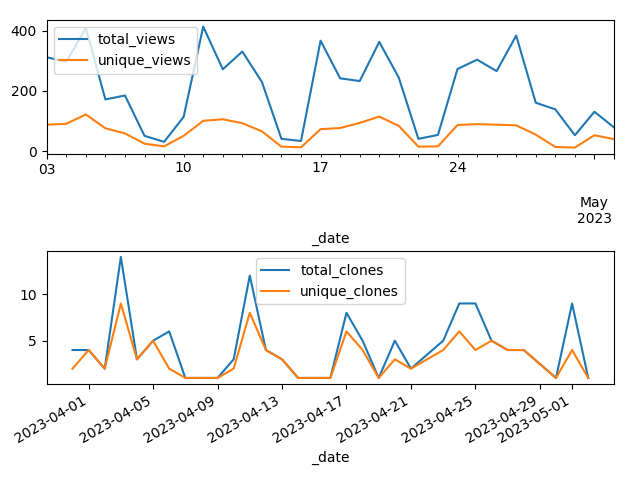 400
200
0
total_views
unique_views
03
10
17
24
May
2023
_date
10
5
total_clones
unique_clones
2023-04-01
2023-04-05
2023-04-09
2023-04-13
2023-04-17
2023-04-21
2023-04-25
2023-04-29
2023-05-01
_date